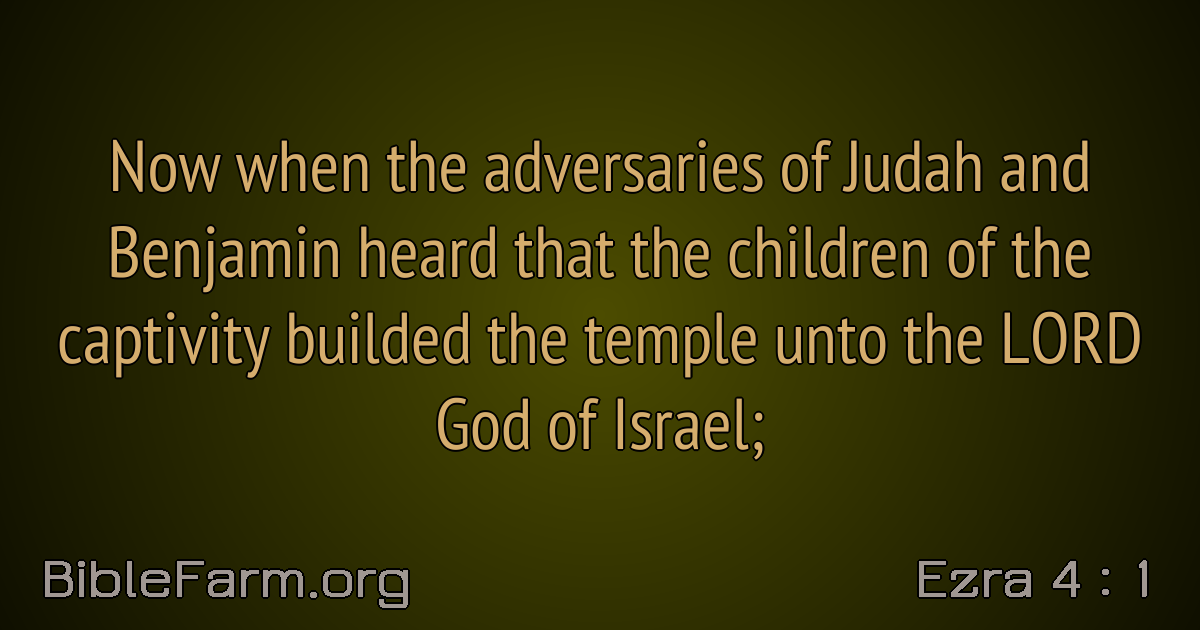 Now when the adversaries of Judah and
Benjamin heard that the children of the
captivity builded the temple unto the LORD
God of Israel;
BibleFarm.org
Ezra 4 : 1